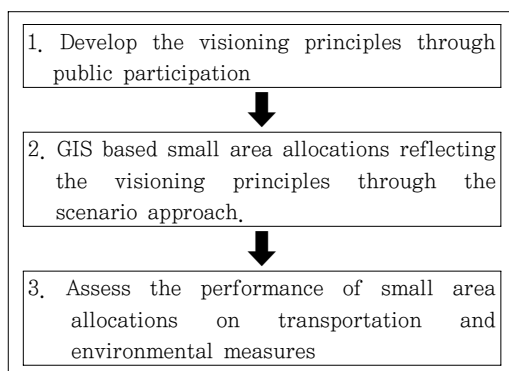 1. Develop the visioning principles through
public participation
2. GIS based small area allocations reflecting
the visioning principles through the
scenario approach.
3. Assess the performance of small area
allocations on transportation and
environmental measures